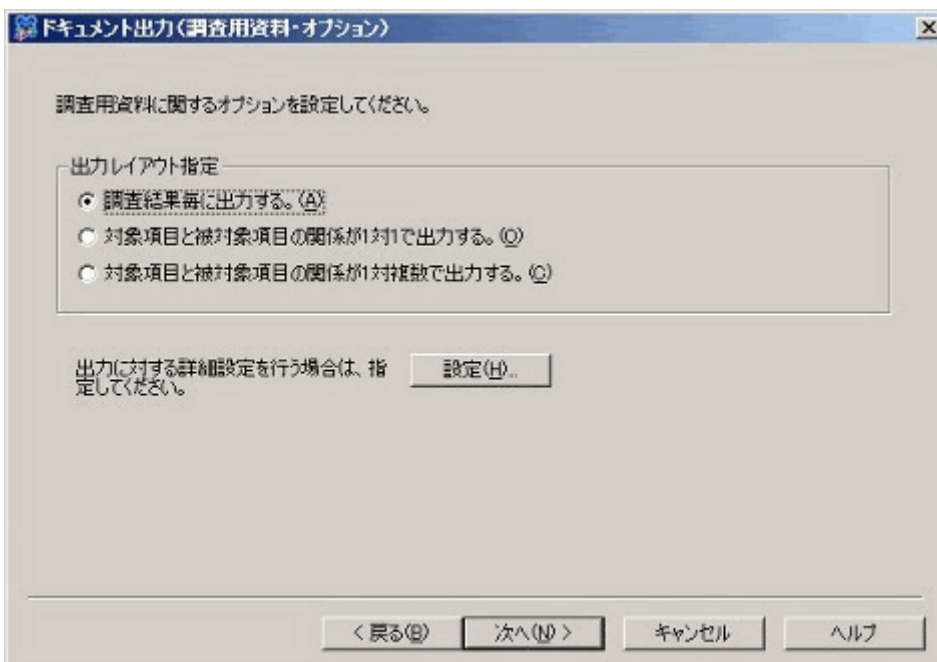 ドキュメント出力(調査用資料・オプション)
調査用資料に関するオプションを設定してください。
出力レイアウト指定
調査結果毎に出力する。(A)
対象項目と被対象項目の関係が1対1で出力する。(O)
対象項目と被対象項目の関係が1対複数で出力する。(C)
出力に対する詳細設定を行う場合は、指
定してください。
設定(H)...
< 戻る(B)
次へ(N) >
キャンセル
ヘルプ